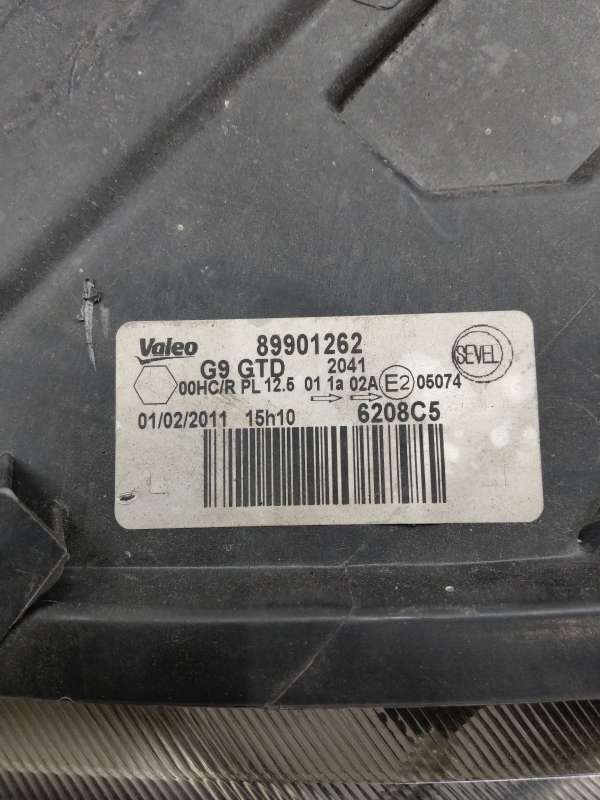 Valeo 89901262
SEVEL
G9 GTD 2041
00HC/R PL 12.5 01 1a 02A E2 05074
01/02/2011 15h10 6208C5